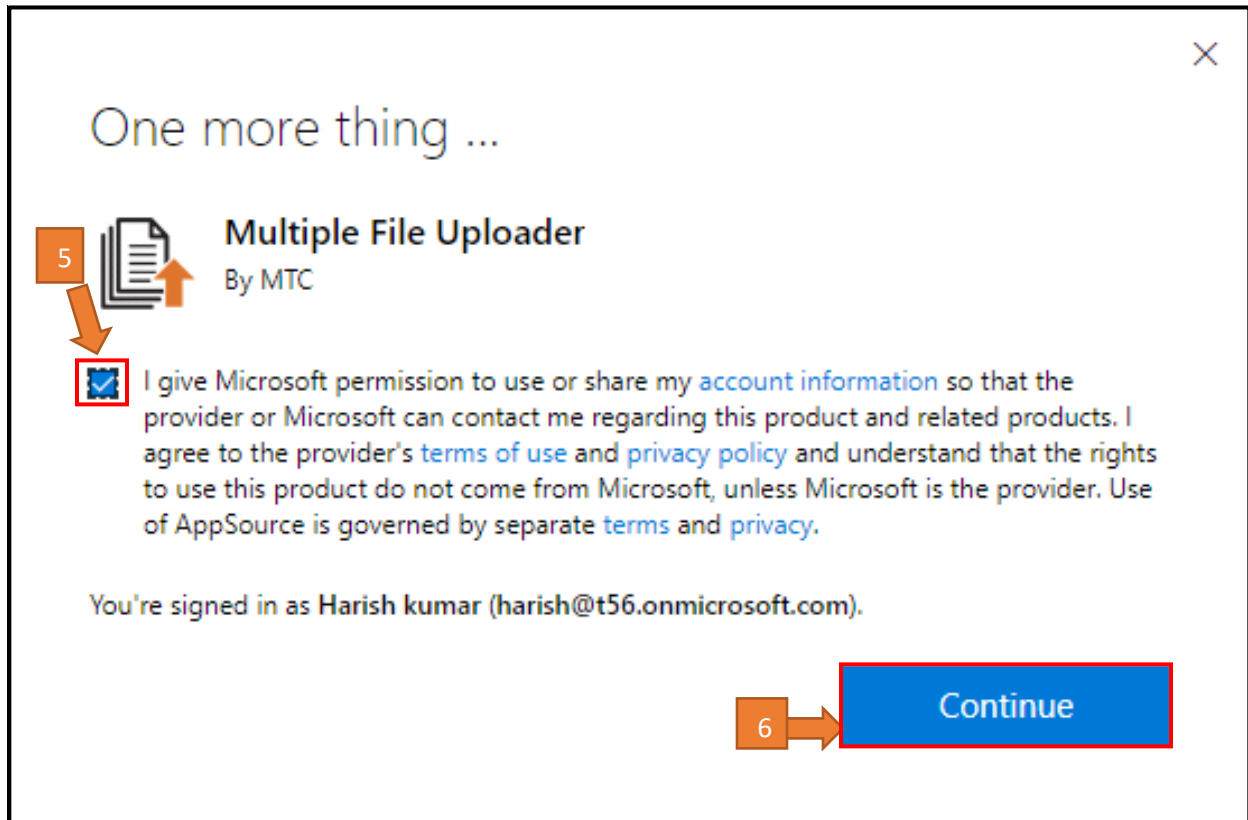 One more thing ...
Multiple File Uploader
5
By MTC
I give Microsoft permission to use or share my account information so that the
provider or Microsoft can contact me regarding this product and related products. I
agree to the provider's terms of use and privacy policy and understand that the rights
to use this product do not come from Microsoft, unless Microsoft is the provider. Use
of AppSource is governed by separate terms and privacy.
You're signed in as Harish kumar (harish@t56.onmicrosoft.com).
Continue
6